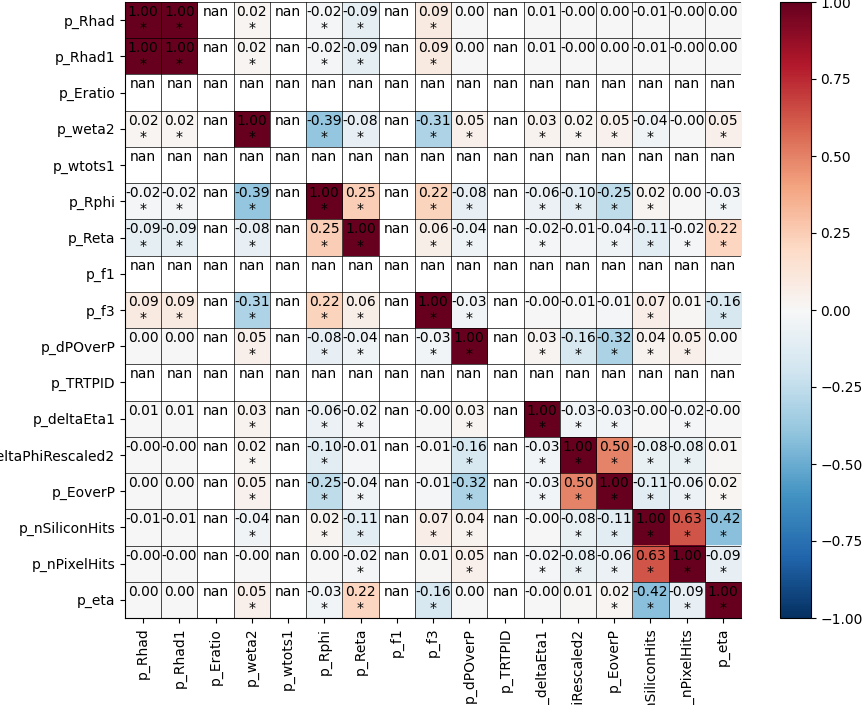 p_Rhad 1.00 1.00 nan 0.02 nan -0.02 -0.09 nan 0.09 0.00 nan 0.01 -0.00 0.00 -0.01 -0.00 0.00
* * * * * *
p_Rhad1 1.00 1.00 nan 0.02 nan -0.02 -0.09 nan 0.09 0.00 nan 0.01 -0.00 0.00 -0.01 -0.00 0.00
* * * * * *
p_Eratio nan nan nan nan nan nan nan nan nan nan nan nan nan nan nan nan nan
p_weta2 0.02 0.02 nan 1.00 nan -0.39 -0.08 nan -0.31 0.05 nan 0.03 0.02 0.05 -0.04 -0.00 0.05
* * * * * * * * * * * *
p_wtots1 nan nan nan nan nan nan nan nan nan nan nan nan nan nan nan nan nan
p_Rphi -0.02 -0.02 nan -0.39 nan 1.00 0.25 nan 0.22 -0.08 nan -0.06 -0.10 -0.25 0.02 0.00 -0.03
* * * * * * * * * * * *
p_Reta -0.09 -0.09 nan -0.08 nan 0.25 1.00 nan 0.06 -0.04 nan -0.02 -0.01 -0.04 -0.11 -0.02 0.22
* * * * * * * * * * * *
p_f1 nan nan nan nan nan nan nan nan nan nan nan nan nan nan nan nan nan
p_f3 0.09 0.09 nan -0.31 nan 0.22 0.06 nan 1.00 -0.03 nan -0.00 -0.01 -0.01 0.07 0.01 -0.16
* * * * * * * * *
p_dPOverP 0.00 0.00 nan 0.05 nan -0.08 -0.04 nan -0.03 1.00 nan 0.03 -0.16 -0.32 0.04 0.05 0.00
* * * * * * * * * *
p_TRTPID nan nan nan nan nan nan nan nan nan nan nan nan nan nan nan nan nan
p_deltaEta1 0.01 0.01 nan 0.03 nan -0.06 -0.02 nan -0.00 0.03 nan 1.00 -0.03 -0.03 -0.00 -0.02 -0.00
* * * * * * * *
eltaPhiRescaled2 -0.00 -0.00 nan 0.02 nan -0.10 -0.01 nan -0.01 -0.16 nan -0.03 1.00 0.50 -0.08 -0.08 0.01
* * * * * * * *
p_EoverP 0.00 0.00 nan 0.05 nan -0.25 -0.04 nan -0.01 -0.32 nan -0.03 0.50 1.00 -0.11 -0.06 0.02
* * * * * * * * * *
p_nSiliconHits -0.01 -0.01 nan -0.04 nan 0.02 -0.11 nan 0.07 0.04 nan -0.00 -0.08 -0.11 1.00 0.63 -0.42
* * * * * * * * * *
p_nPixelHits -0.00 -0.00 nan -0.00 nan 0.00 -0.02 nan 0.01 0.05 nan -0.02 -0.08 -0.06 0.63 1.00 -0.09
* * * * * * * *
p_eta 0.00 0.00 nan 0.05 nan -0.03 0.22 nan -0.16 0.00 nan -0.00 0.01 0.02 -0.42 -0.09 1.00
* * * * * * * *
p_Rhad
p_Rhad1
p_Eratio
p_weta2
p_wtots1
p_Rphi
p_Reta
p_f1
p_f3
p_dPOverP
p_TRTPID
_deltaEta1
iRescaled2
p_EoverP
nSiliconHits
_nPixelHits
p_eta
1.00
0.75
0.50
0.25
0.00
−0.25
−0.50
−0.75
−1.00